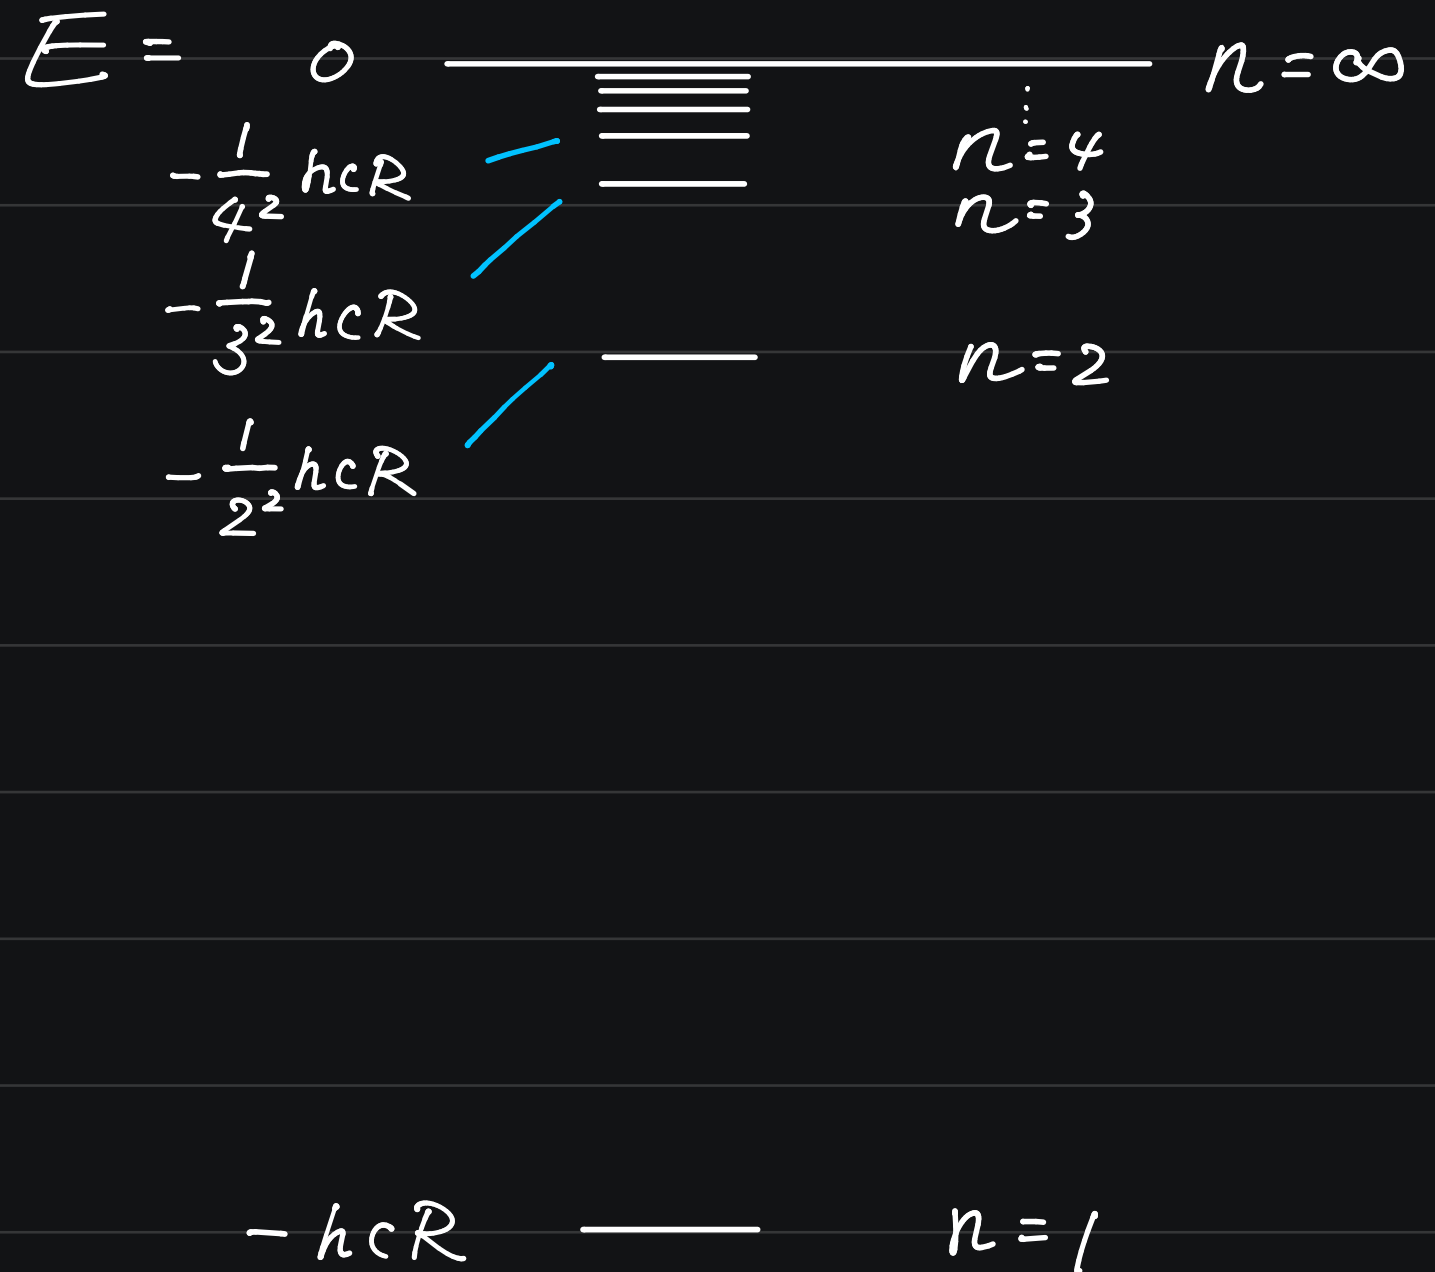 E = 0 n = ∞
⋮
-1/4² hcR n = 4
n = 3
-1/3² hcR
n = 2
-1/2² hcR
-hcR n = 1